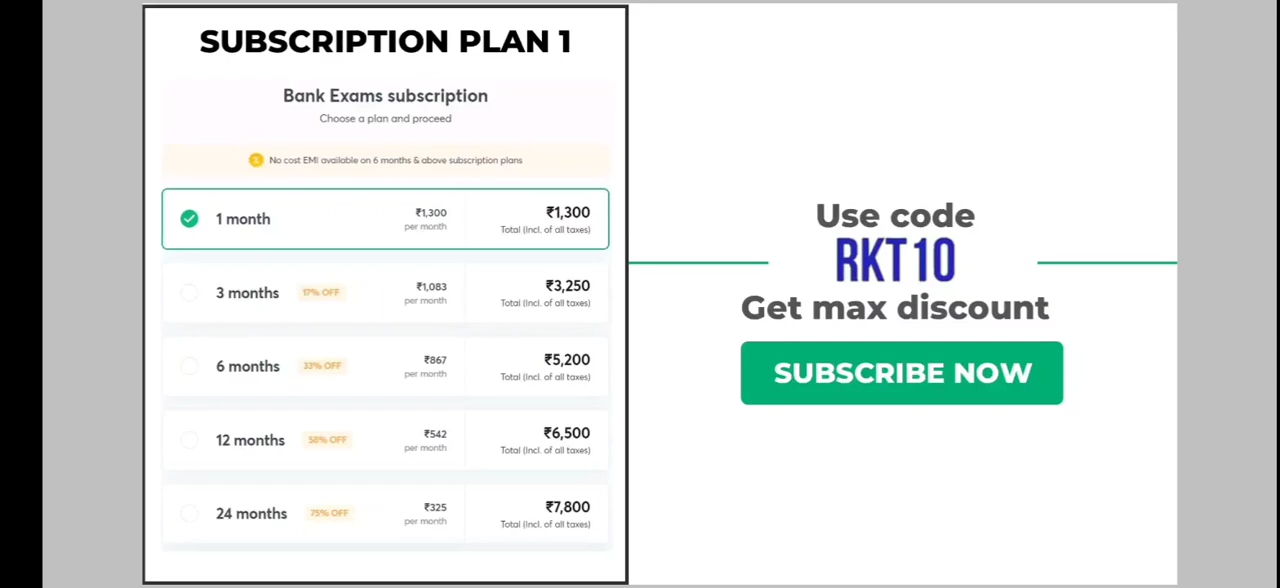 SUBSCRIPTION PLAN 1
Bank Exams subscription
Choose a plan and proceed
No cost EMI available on 6 months & above subscription plans
1 month ₹1,300 ₹1,300
per month Total (Incl. of all taxes)
3 months 17% OFF ₹1,083 ₹3,250
per month Total (Incl. of all taxes)
6 months 33% OFF ₹867 ₹5,200
per month Total (Incl. of all taxes)
12 months 58% OFF ₹542 ₹6,500
per month Total (Incl. of all taxes)
24 months 75% OFF ₹325 ₹7,800
per month Total (Incl. of all taxes)
Use code
RKT10
Get max discount
SUBSCRIBE NOW